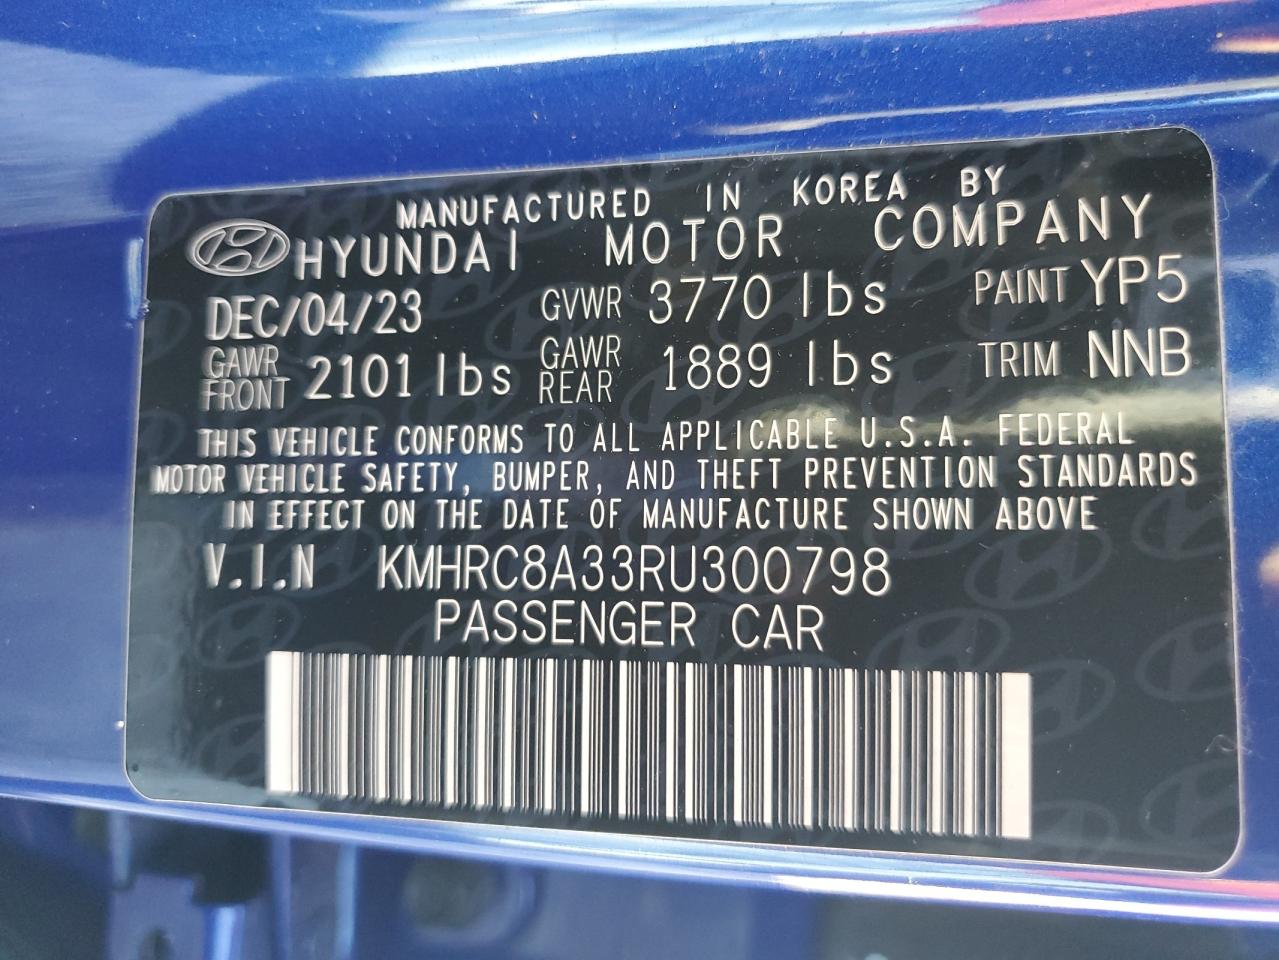 MANUFACTURED IN KOREA BY
HYUNDAI MOTOR COMPANY
DEC/04/23 GVWR 3770 lbs PAINT YP5
GAWR FRONT 2101 lbs GAWR REAR 1889 lbs TRIM NNB
THIS VEHICLE CONFORMS TO ALL APPLICABLE U.S.A. FEDERAL
MOTOR VEHICLE SAFETY, BUMPER, AND THEFT PREVENTION STANDARDS
IN EFFECT ON THE DATE OF MANUFACTURE SHOWN ABOVE
V.I.N KMHRC8A33RU300798
PASSENGER CAR